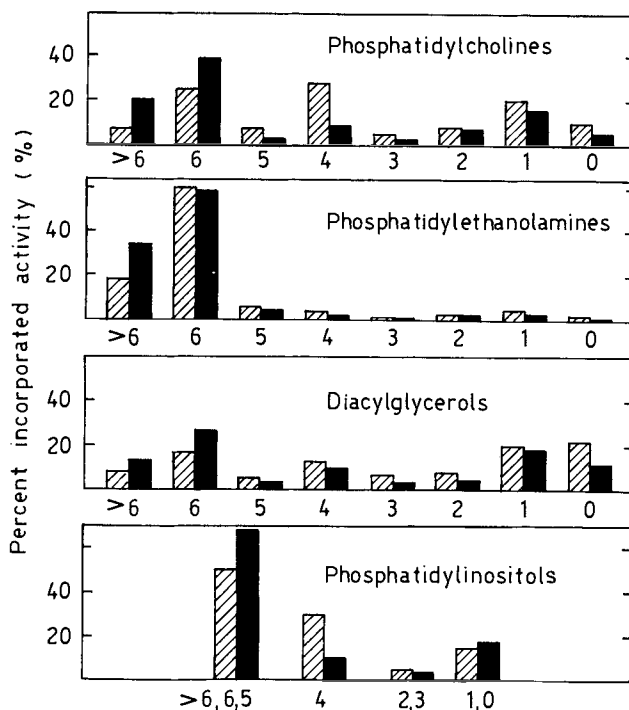 Percent incorporated activity (%)
Phosphatidylcholines
40
20
>6 6 5 4 3 2 1 0
Phosphatidylethanolamines
40
20
>6 6 5 4 3 2 1 0
Diacylglycerols
40
20
>6 6 5 4 3 2 1 0
Phosphatidylinositols
40
20
>6,6,5 4 2,3 1,0